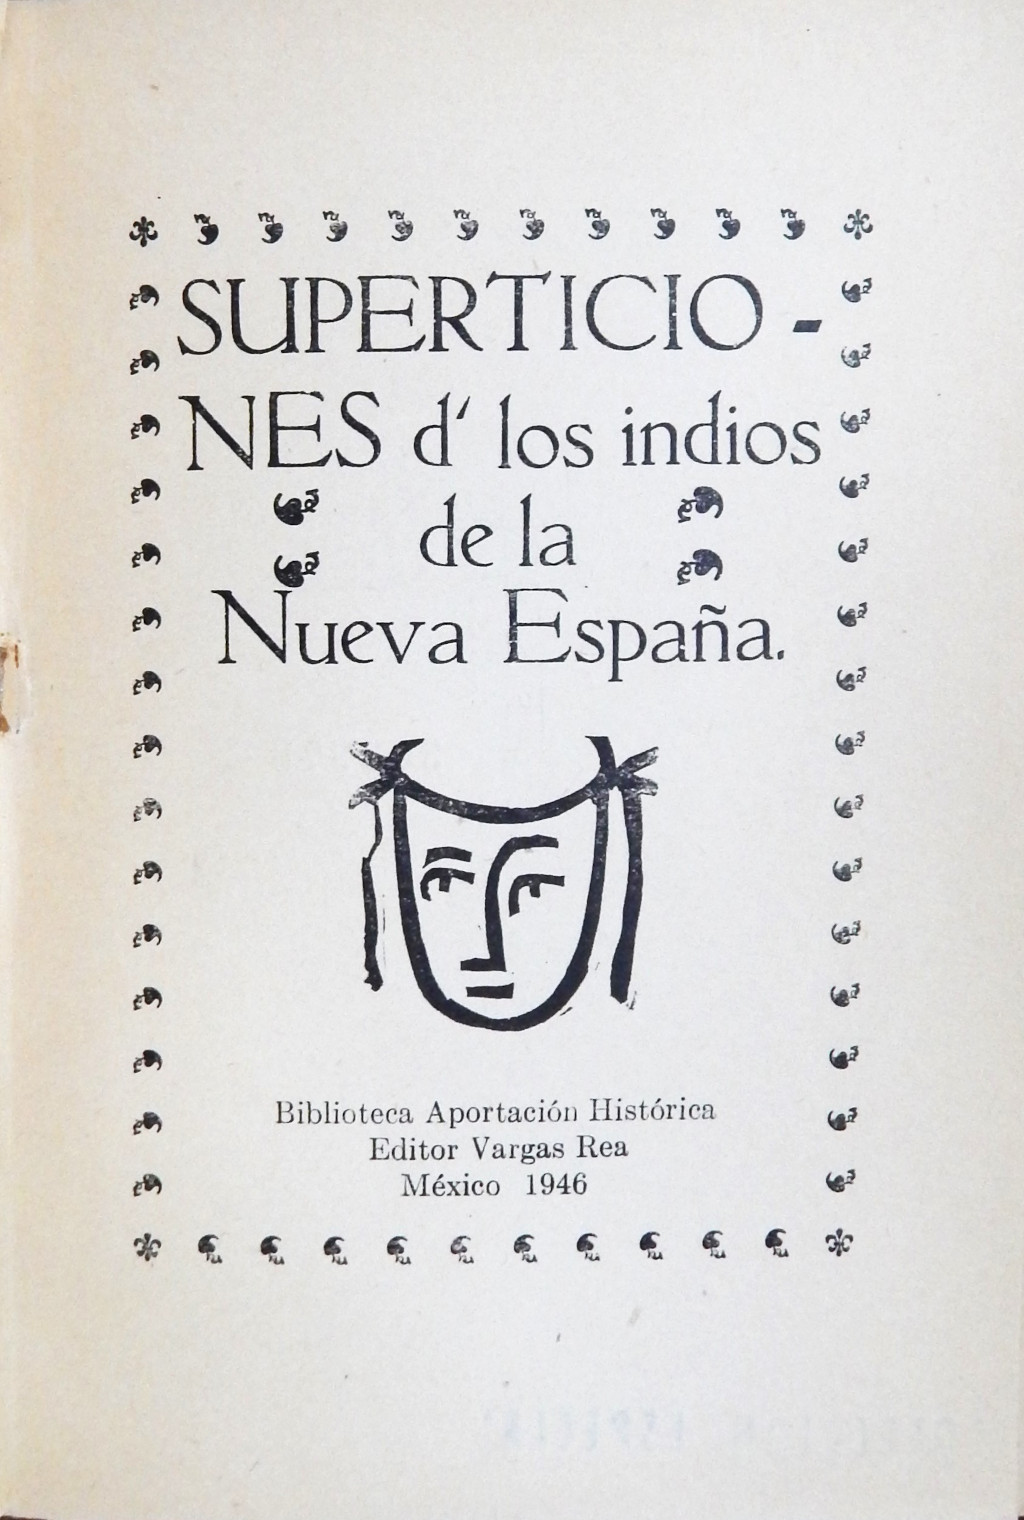 SUPERTICIO-
NES d' los indios
de la
Nueva España.
Biblioteca Aportación Histórica
Editor Vargas Rea
México 1946